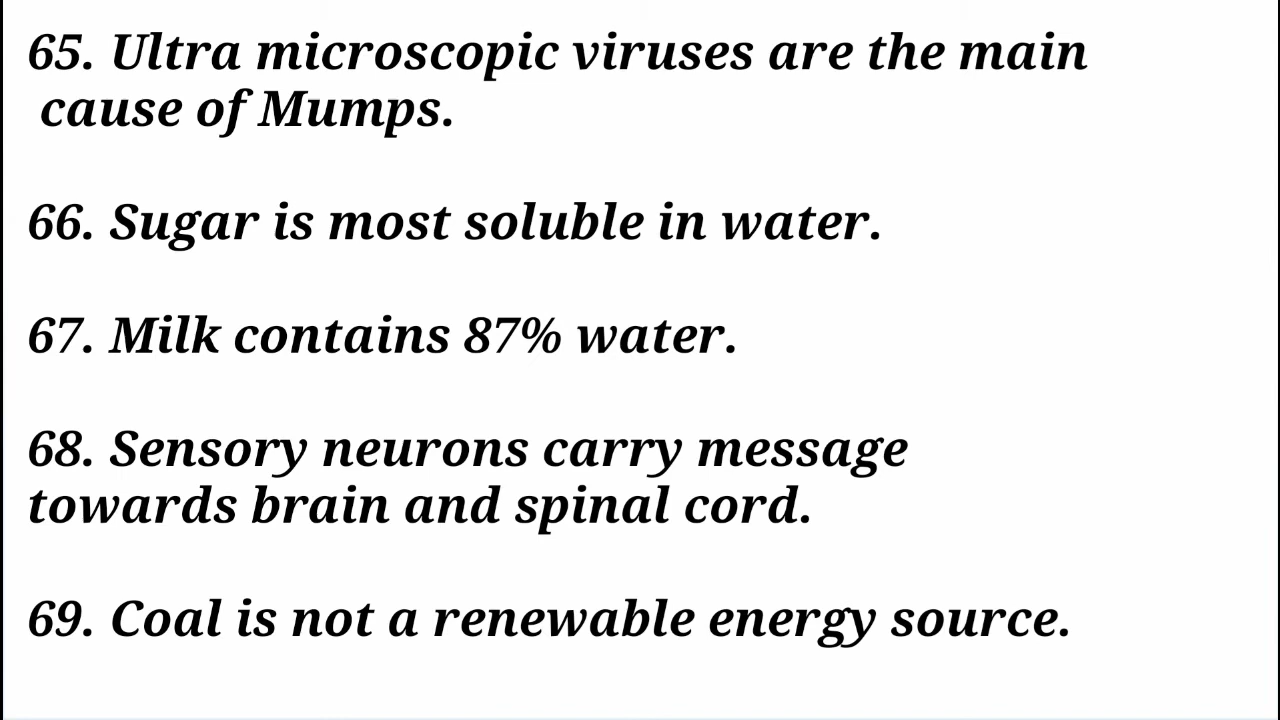 65. Ultra microscopic viruses are the main
cause of Mumps.
66. Sugar is most soluble in water.
67. Milk contains 87% water.
68. Sensory neurons carry message
towards brain and spinal cord.
69. Coal is not a renewable energy source.